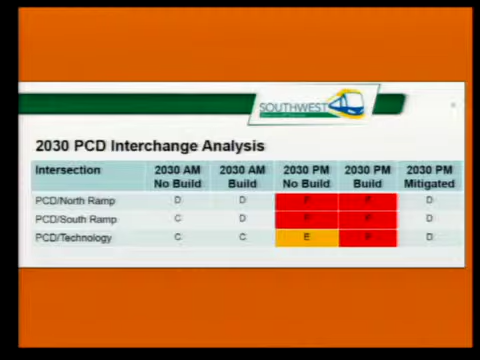 SOUTHWEST
2030 PCD Interchange Analysis
Intersection 2030 AM No Build 2030 AM Build 2030 PM No Build 2030 PM Build 2030 PM Mitigated
PCD/North Ramp D D F F D
PCD/South Ramp C D F F D
PCD/Technology C C E F D